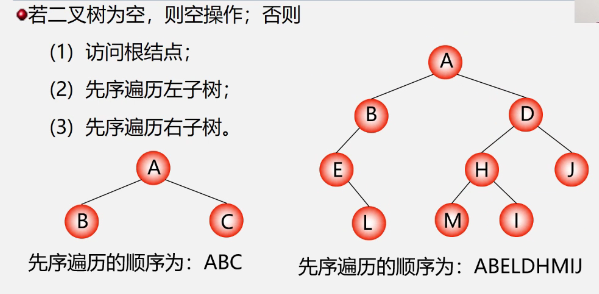 若二叉树为空，则空操作；否则
(1) 访问根结点；
(2) 先序遍历左子树；
(3) 先序遍历右子树。
A
B
C
先序遍历的顺序为：ABC
A
B
D
E
H
J
L
M
I
先序遍历的顺序为：ABELDHMIJ